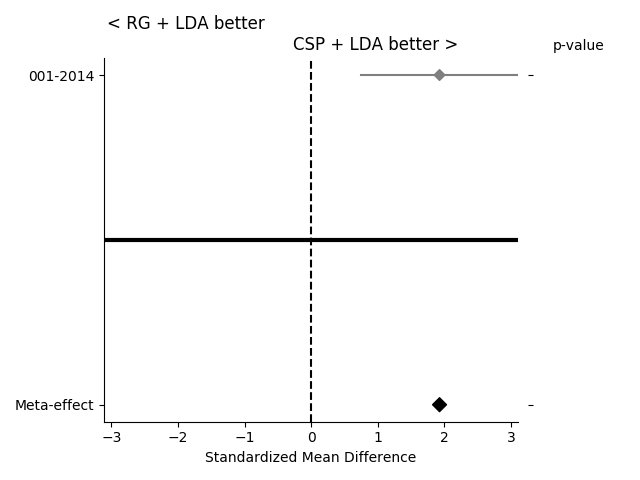 < RG + LDA better
CSP + LDA better >
p-value
001-2014
Meta-effect
−3 −2 −1 0 1 2 3
Standardized Mean Difference